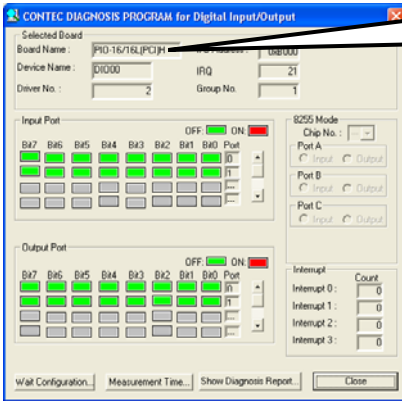 CONTEC DIAGNOSIS PROGRAM for Digital Input/Output
Selected Board
Board Name : PIO-16/16L(PCI)H 0xB000
Device Name : DIO00 IRQ 21
Driver No. : 2 Group No. 1
Input Port
OFF: ON:
Bit7 Bit6 Bit5 Bit4 Bit3 Bit2 Bit1 Bit0 Port
0
1
---
---
8255 Mode
Chip No. : ---
Port A
Input Output
Port B
Input Output
Port C
Input Output
Output Port
OFF: ON:
Bit7 Bit6 Bit5 Bit4 Bit3 Bit2 Bit1 Bit0 Port
0
1
---
---
Interrupt
Count
Interrupt 0 : 0
Interrupt 1 : 0
Interrupt 2 : 0
Interrupt 3 : 0
Wait Configuration... Measurement Time... Show Diagnosis Report... Close